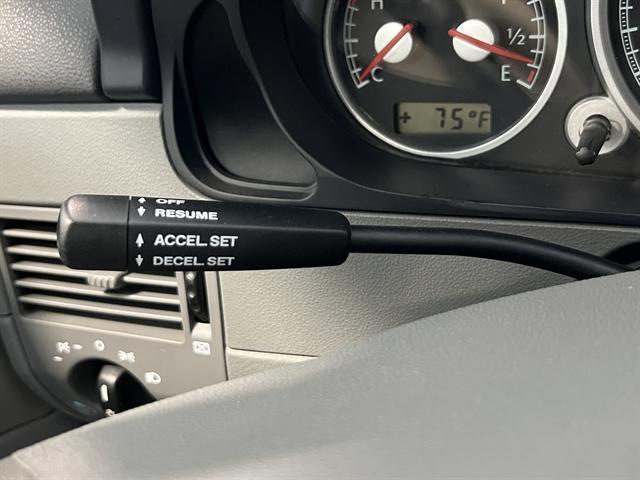 H
C
1/2
E
+ 75°F
OFF
RESUME
ACCEL.SET
DECEL.SET